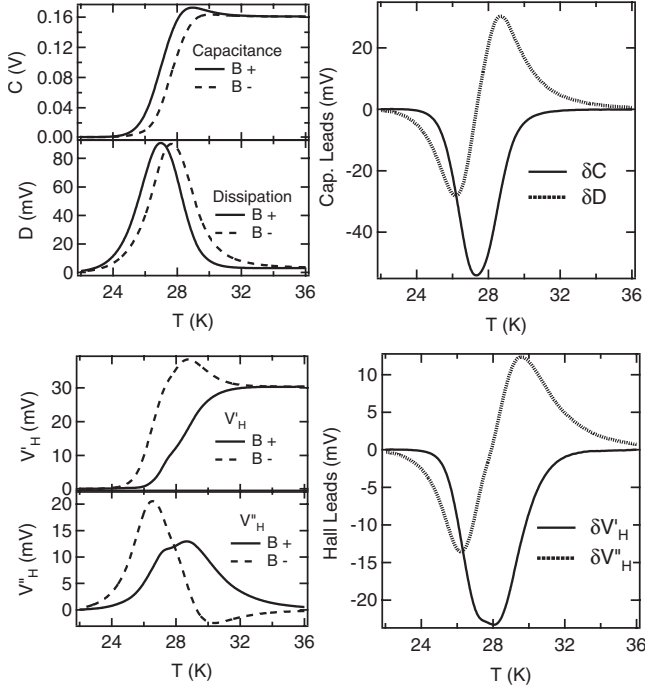 0.16
0.12
0.08
0.04
0.00
C (V)
Capacitance
B +
B -
80
60
40
20
0
D (mV)
Dissipation
B +
B -
24 28 32 36
T (K)
20
0
-20
-40
Cap. Leads (mV)
δC
δD
24 28 32 36
T (K)
30
20
10
0
V'H (mV)
V'H
B +
B -
20
15
10
5
0
V"H (mV)
V"H
B +
B -
24 28 32 36
T (K)
10
5
0
-5
-10
-15
-20
Hall Leads (mV)
δV'H
δV"H
24 28 32 36
T (K)